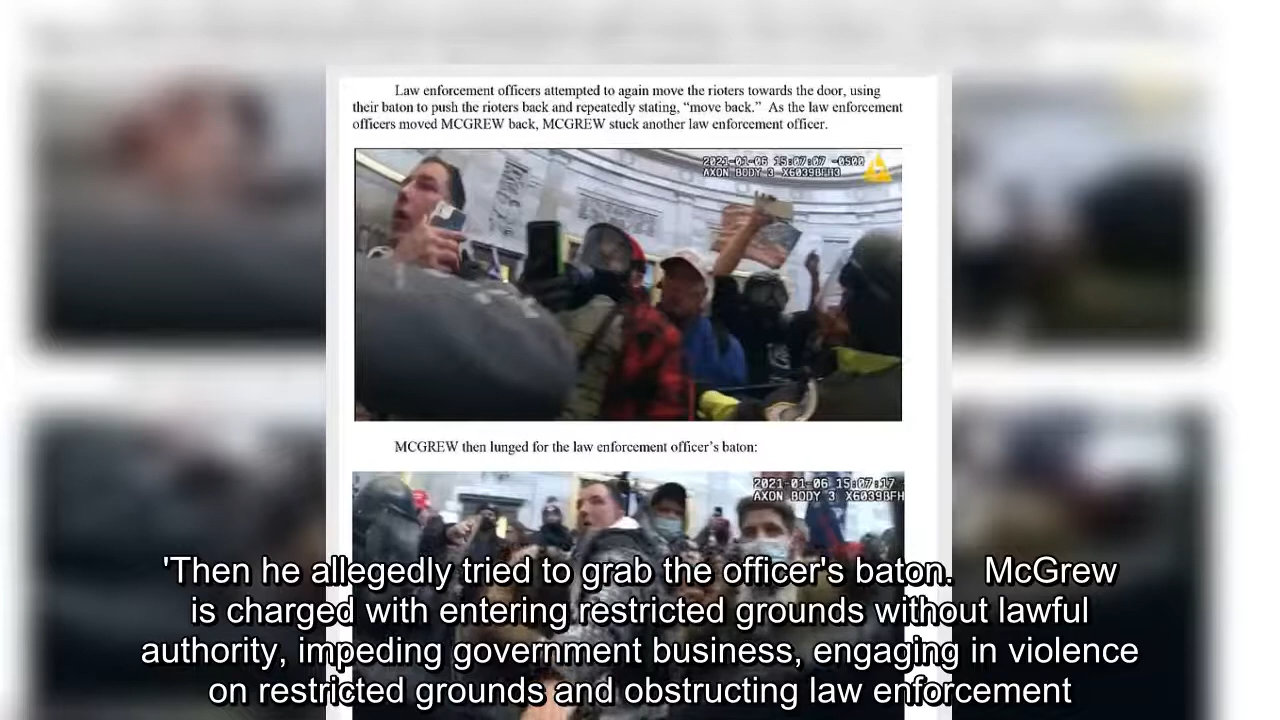 Law enforcement officers attempted to again move the rioters towards the door, using
their baton to push the rioters back and repeatedly stating, “move back.” As the law enforcement
officers moved MCGREW back, MCGREW stuck another law enforcement officer.
2021-01-06 15:07:07 -0500
AXON BODY 3 X6039BFH3
MCGREW then lunged for the law enforcement officer’s baton:
2021-01-06 15:07:17
AXON BODY 3 X6039BFH
'Then he allegedly tried to grab the officer's baton. McGrew
is charged with entering restricted grounds without lawful
authority, impeding government business, engaging in violence
on restricted grounds and obstructing law enforcement